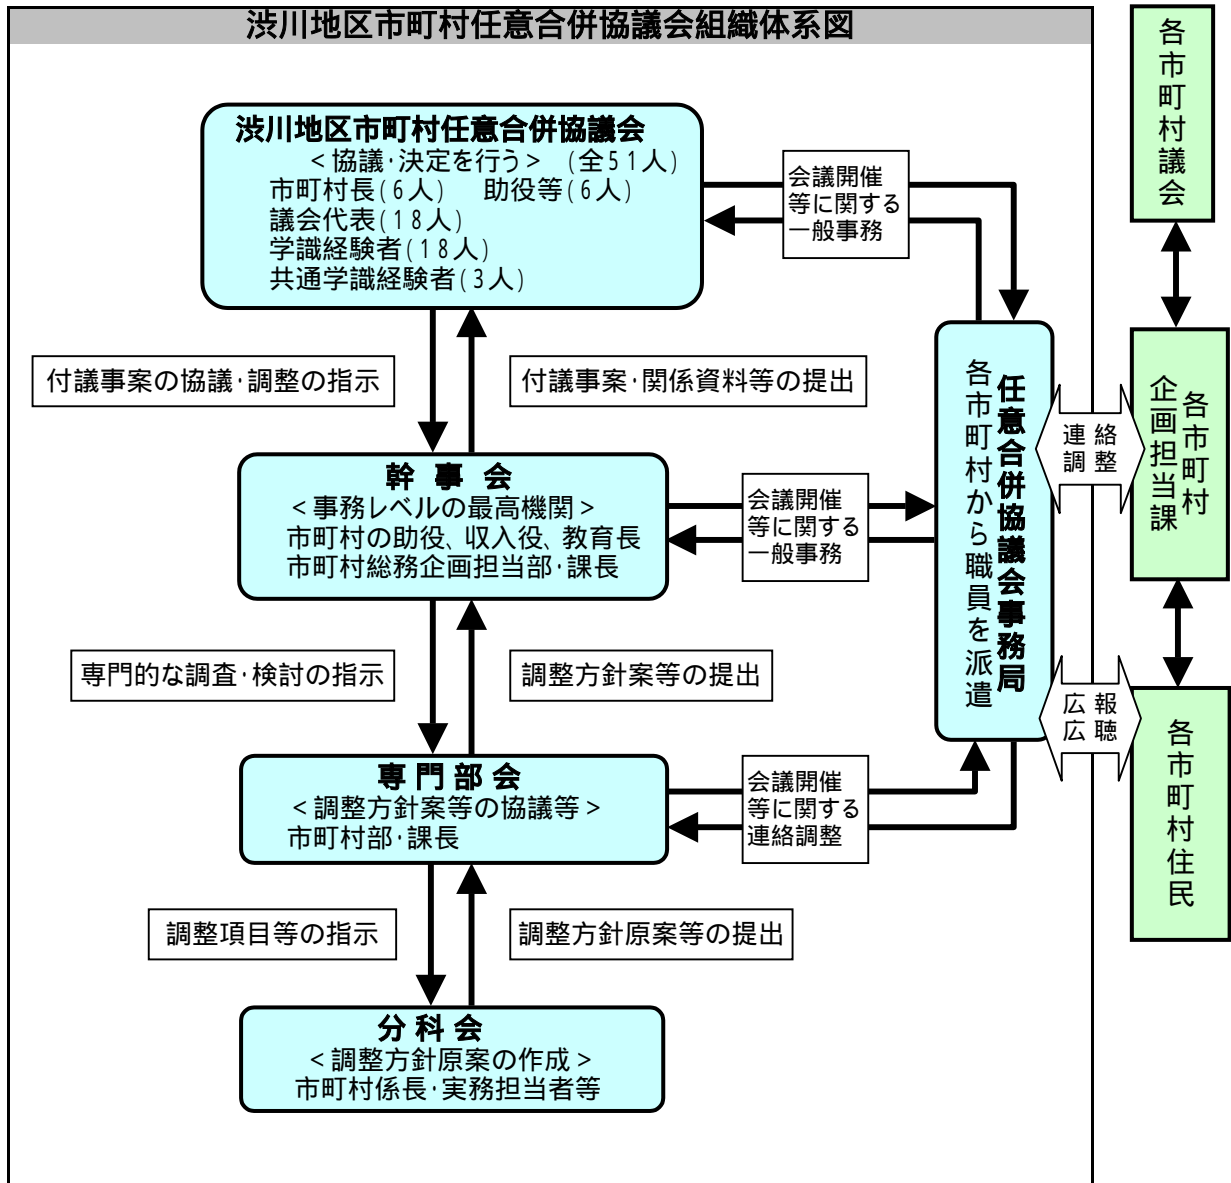 渋川地区市町村任意合併協議会組織体系図
渋川地区市町村任意合併協議会
＜協議･決定を行う＞ (全51人)
市町村長(6人) 助役等(6人)
議会代表(18人)
学識経験者(18人)
共通学識経験者(3人)
会議開催
等に関する
一般事務
付議事案の協議･調整の指示
付議事案･関係資料等の提出
幹事会
＜事務レベルの最高機関＞
市町村の助役、収入役、教育長
市町村総務企画担当部･課長
会議開催
等に関する
一般事務
専門的な調査･検討の指示
調整方針案等の提出
専門部会
＜調整方針案等の協議等＞
市町村部･課長
会議開催
等に関する
連絡調整
調整項目等の指示
調整方針原案等の提出
分科会
＜調整方針原案の作成＞
市町村係長･実務担当者等
任意合併協議会事務局
各市町村から職員を派遣
連絡
調整
広報
広聴
各市町村議会
各市町村
企画担当課
各市町村住民